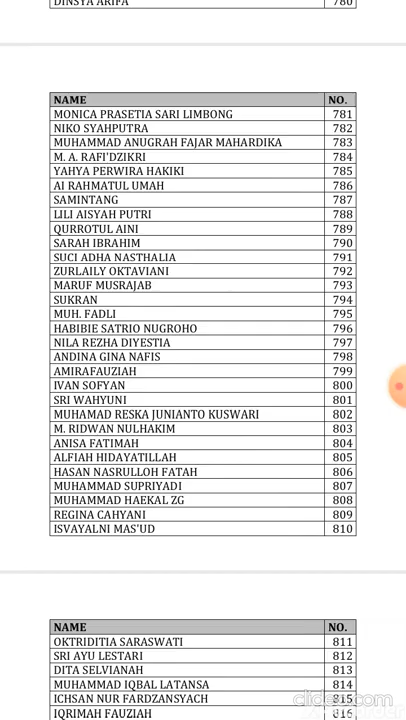 DINSYA ARIFA 780
NAME NO.
MONICA PRASETIA SARI LIMBONG 781
NIKO SYAHPUTRA 782
MUHAMMAD ANUGRAH FAJAR MAHARDIKA 783
M. A. RAFI'DZIKRI 784
YAHYA PERWIRA HAKIKI 785
AI RAHMATUL UMAH 786
SAMINTANG 787
LILI AISYAH PUTRI 788
QURROTUL AINI 789
SARAH IBRAHIM 790
SUCI ADHA NASTHALIA 791
ZURLAILY OKTAVIANI 792
MARUF MUSRAJAB 793
SUKRAN 794
MUH. FADLI 795
HABIBIE SATRIO NUGROHO 796
NILA REZHA DIYESTIA 797
ANDINA GINA NAFIS 798
AMIRAFAUZIAH 799
IVAN SOFYAN 800
SRI WAHYUNI 801
MUHAMAD RESKA JUNIANTO KUSWARI 802
M. RIDWAN NULHAKIM 803
ANISA FATIMAH 804
ALFIAH HIDAYATILLAH 805
HASAN NASRULLOH FATAH 806
MUHAMMAD SUPRIYADI 807
MUHAMMAD HAEKAL ZG 808
REGINA CAHYANI 809
ISVAYALNI MAS'UD 810
NAME NO.
OKTRIDITIA SARASWATI 811
SRI AYU LESTARI 812
DITA SELVIANAH 813
MUHAMMAD IQBAL LATANSA 814
ICHSAN NUR FARDZANSYACH 815
IQRIMAH FAUZIAH 816